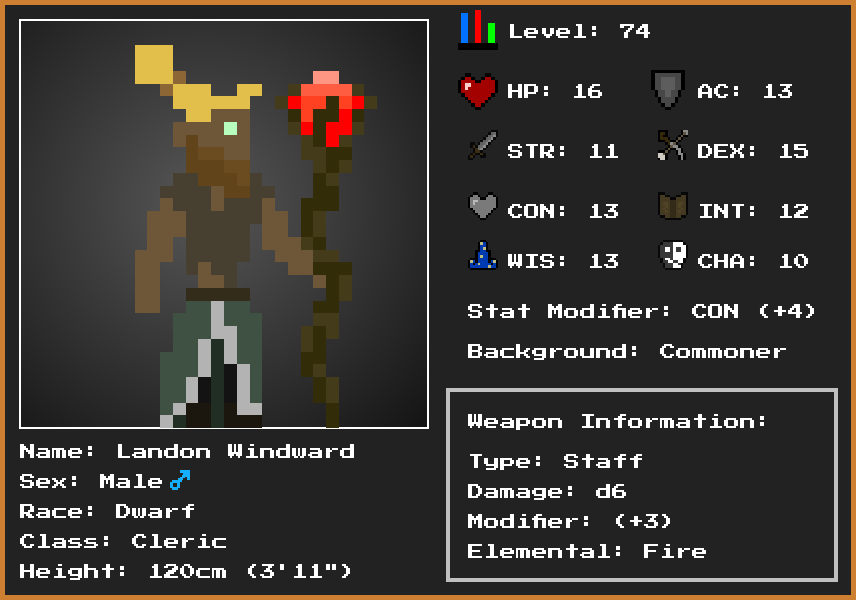 Level: 74
HP: 16
AC: 13
STR: 11
DEX: 15
CON: 13
INT: 12
WIS: 13
CHA: 10
Stat Modifier: CON (+4)
Background: Commoner
Weapon Information:
Type: Staff
Damage: d6
Modifier: (+3)
Elemental: Fire
Name: Landon Windward
Sex: Male♂
Race: Dwarf
Class: Cleric
Height: 120cm (3'11")